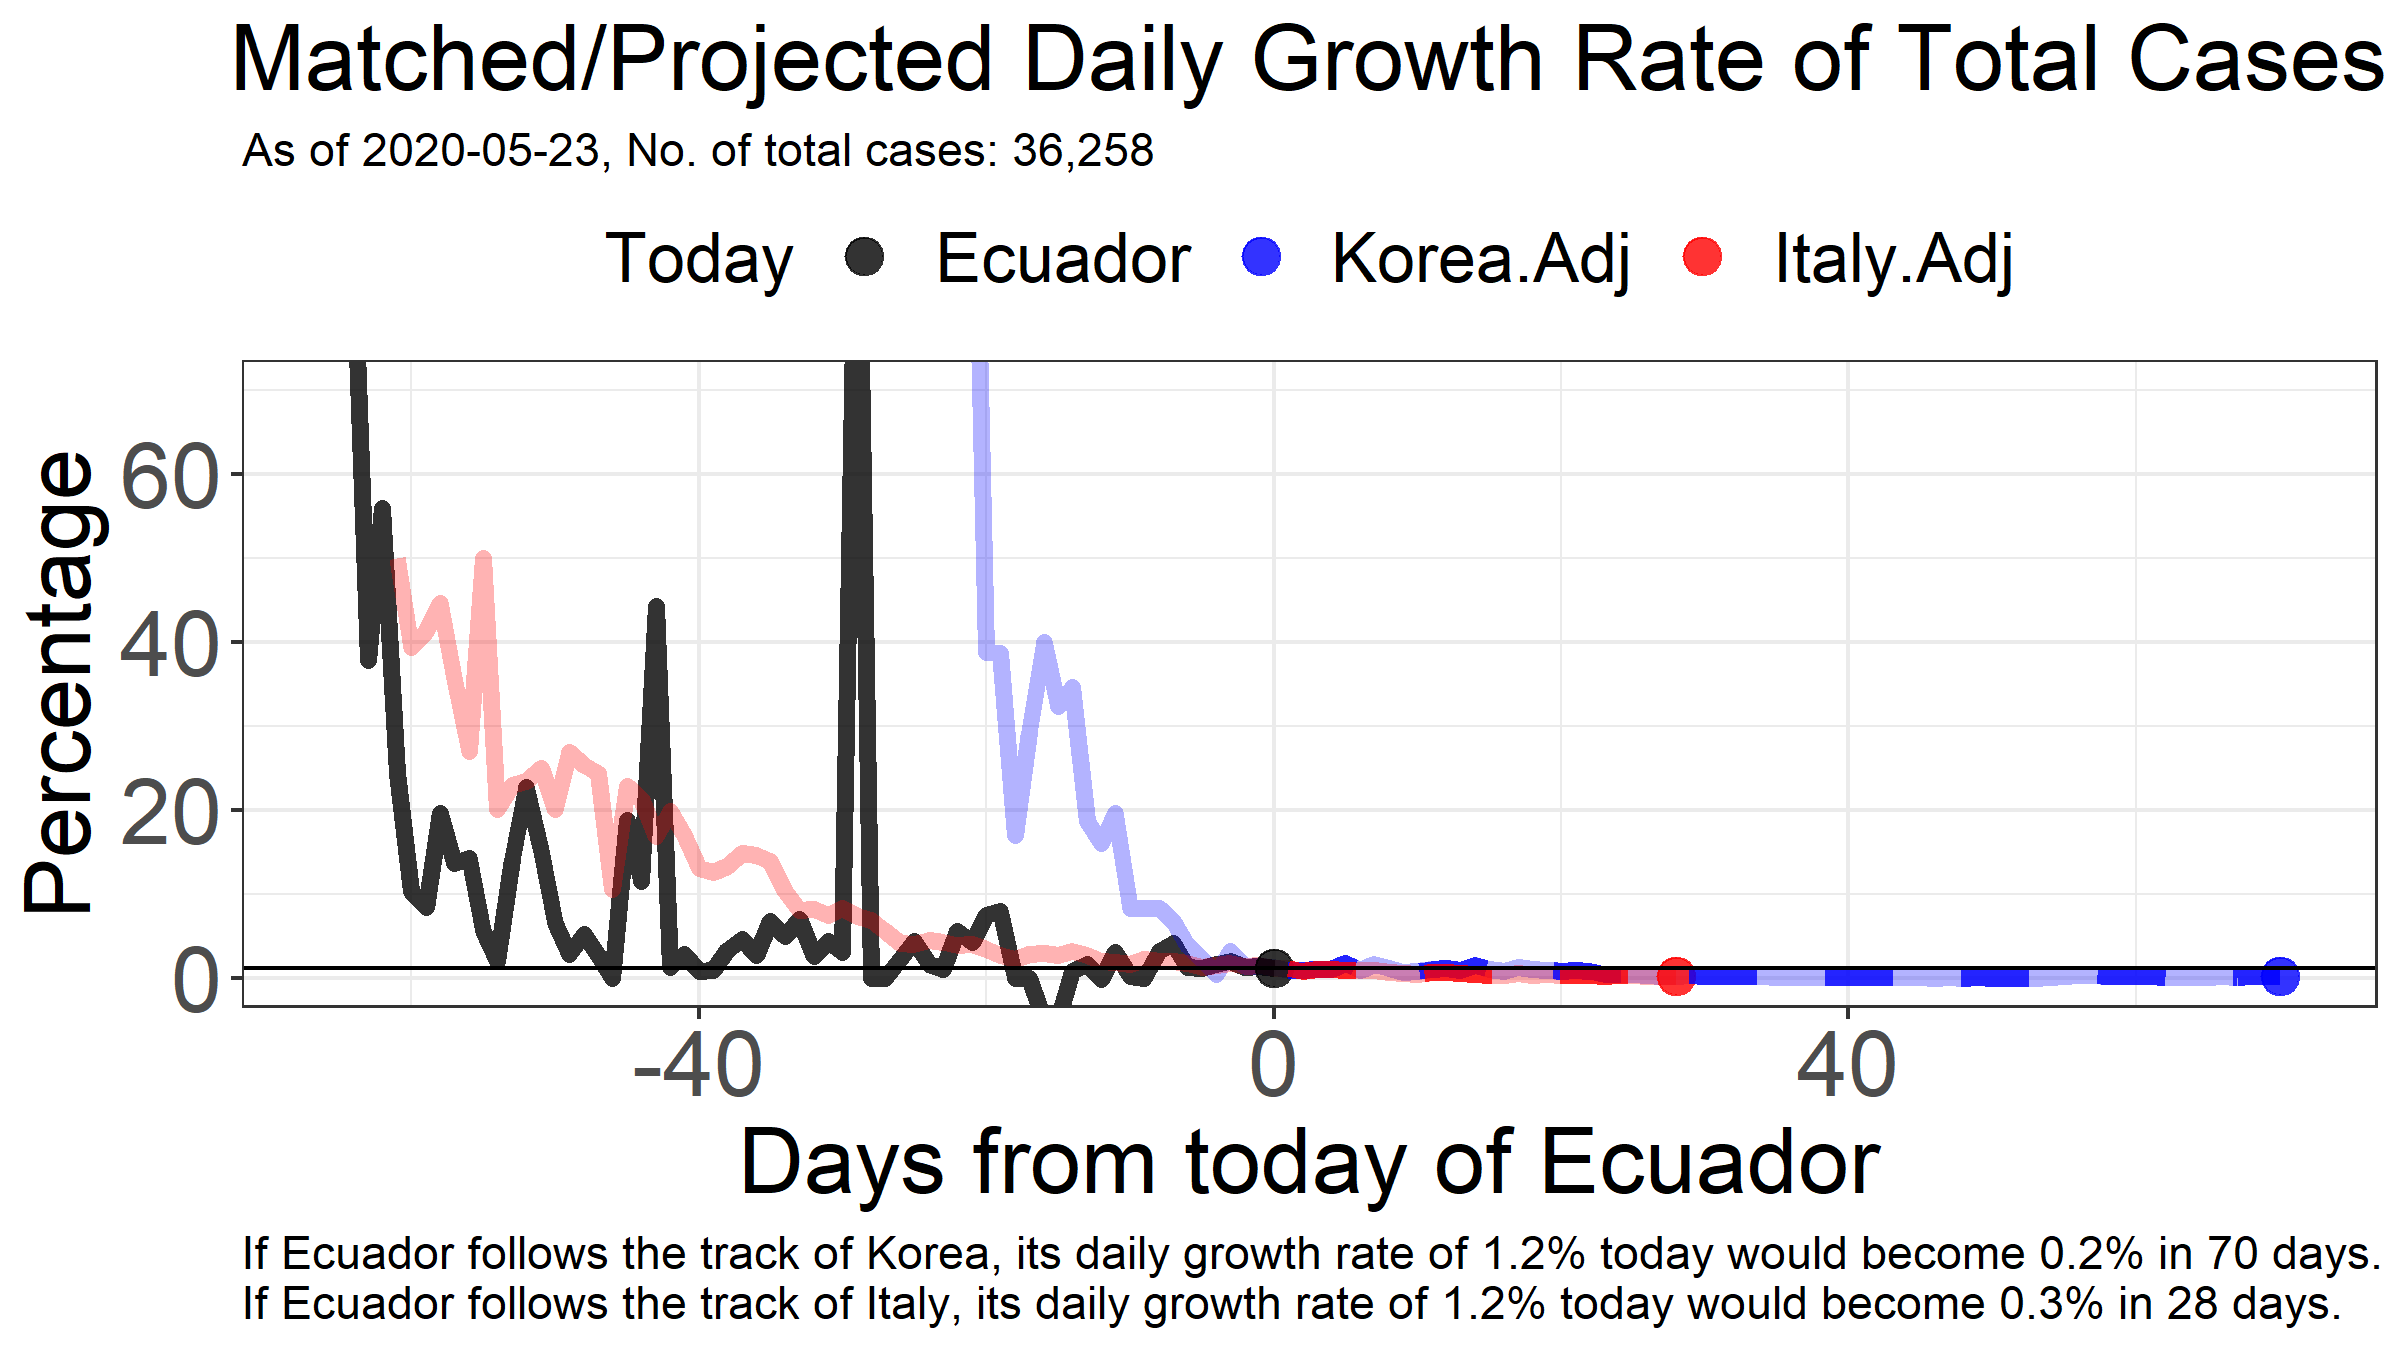 Matched/Projected Daily Growth Rate of Total Cases
As of 2020-05-23, No. of total cases: 36,258
Today Ecuador Korea.Adj Italy.Adj
Percentage
60
40
20
0
-40 0 40
Days from today of Ecuador
If Ecuador follows the track of Korea, its daily growth rate of 1.2% today would become 0.2% in 70 days.
If Ecuador follows the track of Italy, its daily growth rate of 1.2% today would become 0.3% in 28 days.